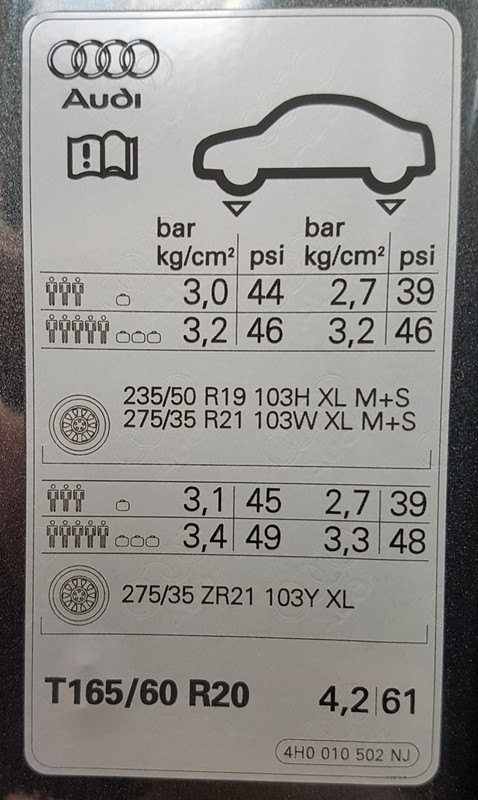 Audi
bar bar
kg/cm² psi kg/cm² psi
3,0 44 2,7 39
3,2 46 3,2 46
235/50 R19 103H XL M+S
275/35 R21 103W XL M+S
3,1 45 2,7 39
3,4 49 3,3 48
275/35 ZR21 103Y XL
T165/60 R20 4,2 61
4H0 010 502 NJ